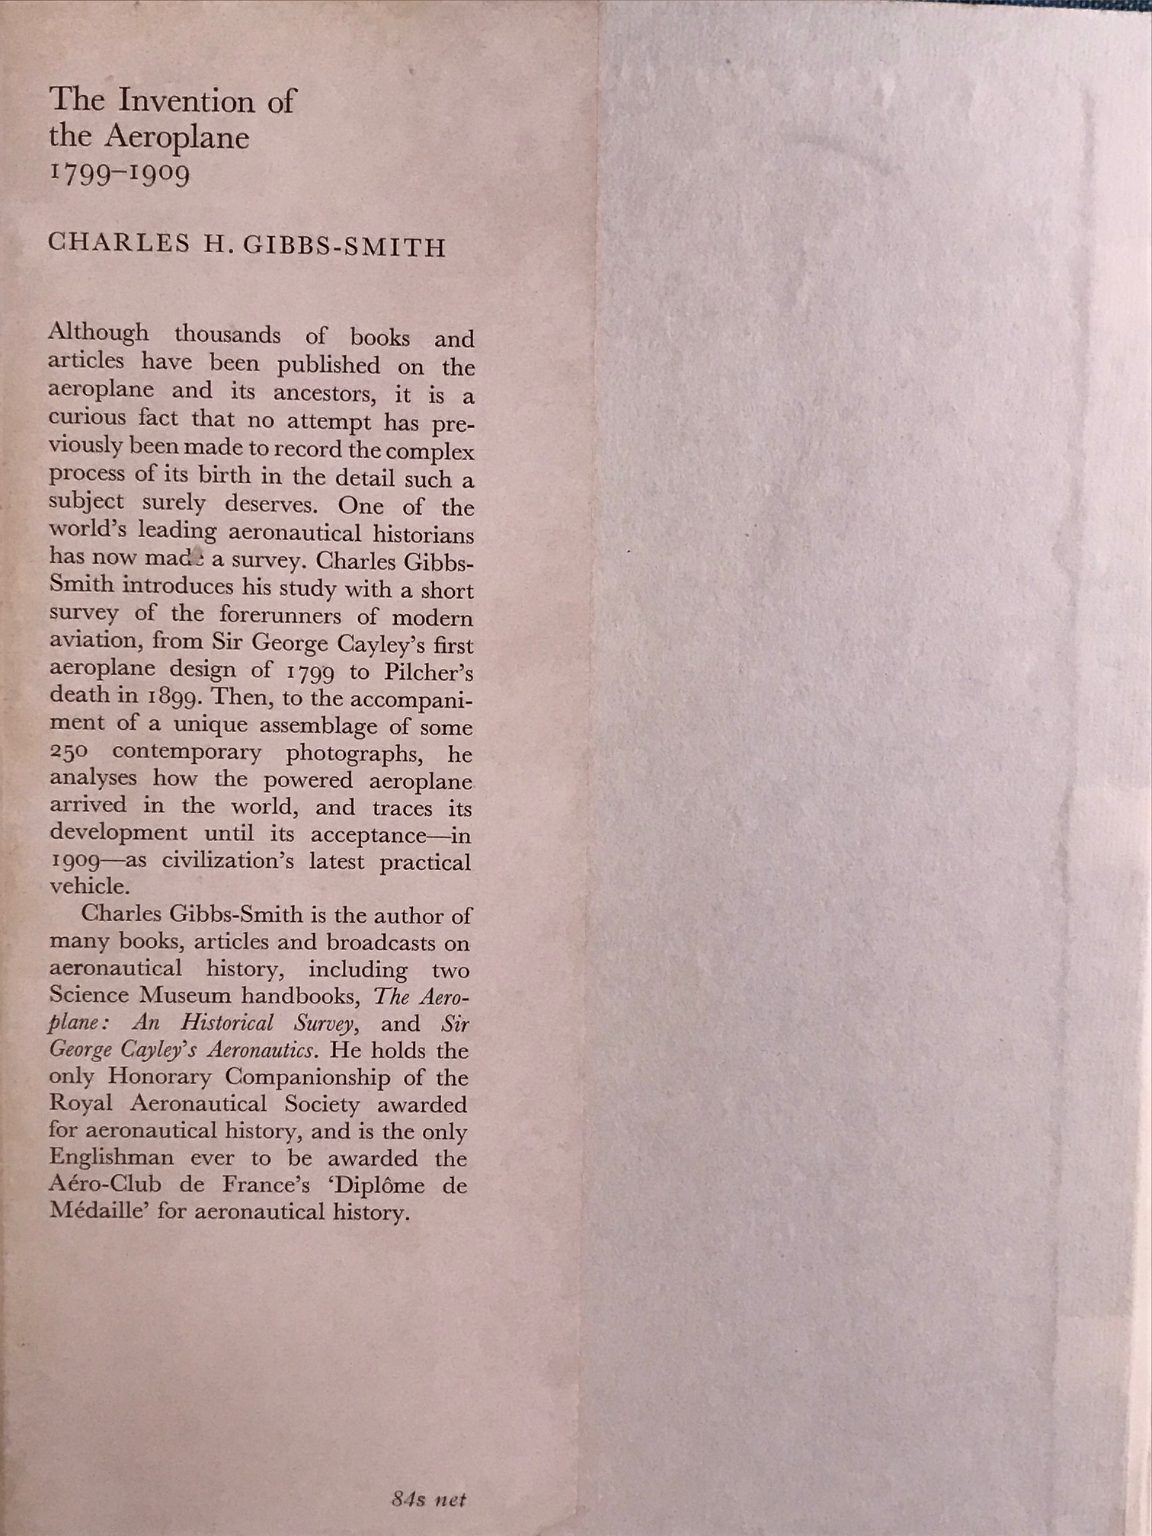 The Invention of
the Aeroplane
1799–1909
CHARLES H. GIBBS-SMITH
Although thousands of books and
articles have been published on the
aeroplane and its ancestors, it is a
curious fact that no attempt has pre-
viously been made to record the complex
process of its birth in the detail such a
subject surely deserves. One of the
world's leading aeronautical historians
has now made a survey. Charles Gibbs-
Smith introduces his study with a short
survey of the forerunners of modern
aviation, from Sir George Cayley's first
aeroplane design of 1799 to Pilcher's
death in 1899. Then, to the accompani-
ment of a unique assemblage of some
250 contemporary photographs, he
analyses how the powered aeroplane
arrived in the world, and traces its
development until its acceptance—in
1909—as civilization's latest practical
vehicle.
Charles Gibbs-Smith is the author of
many books, articles and broadcasts on
aeronautical history, including two
Science Museum handbooks, The Aero-
plane: An Historical Survey, and Sir
George Cayley's Aeronautics. He holds the
only Honorary Companionship of the
Royal Aeronautical Society awarded
for aeronautical history, and is the only
Englishman ever to be awarded the
Aéro-Club de France's 'Diplôme de
Médaille' for aeronautical history.
84s net